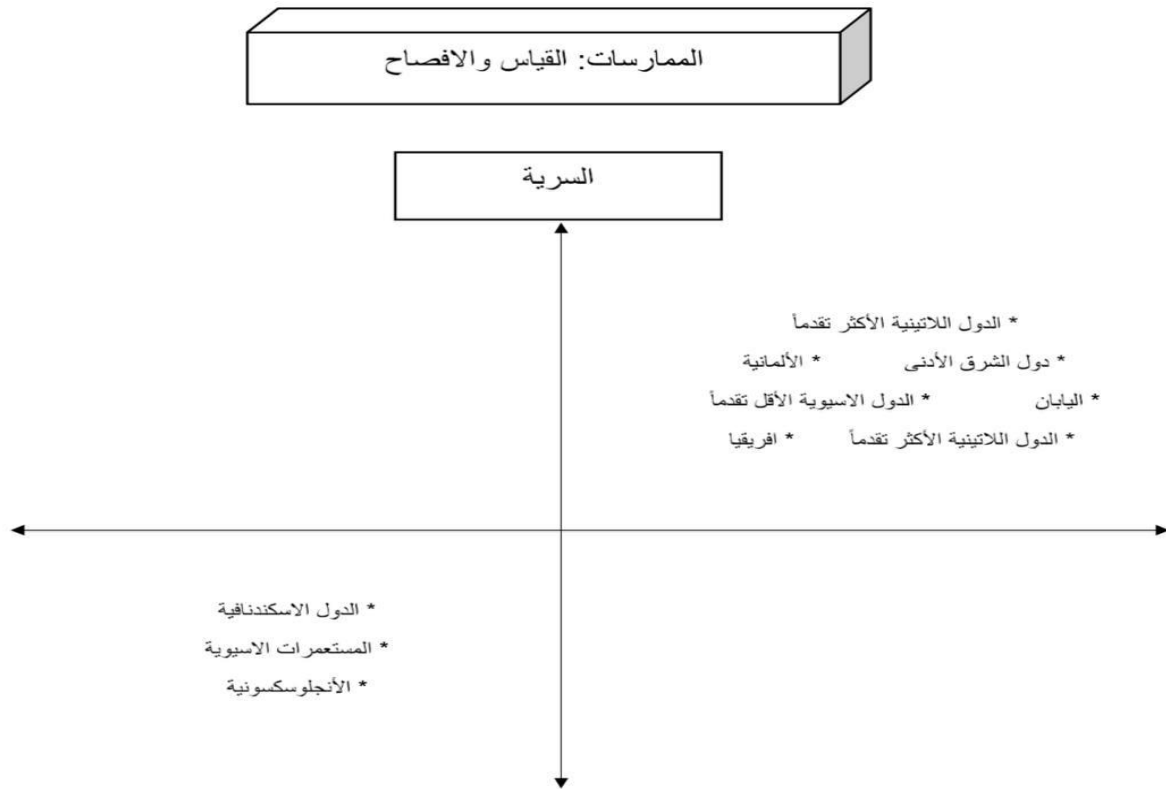 الممارسات: القياس والافصاح
السرية
* الدول اللاتينية الأكثر تقدماً
* دول الشرق الأدنى * الألمانية
* اليابان * الدول الاسيوية الأقل تقدماً
* الدول اللاتينية الأكثر تقدماً * افريقيا
* الدول الاسكندنافية
* المستعمرات الاسيوية
* الأنجلوسكسونية